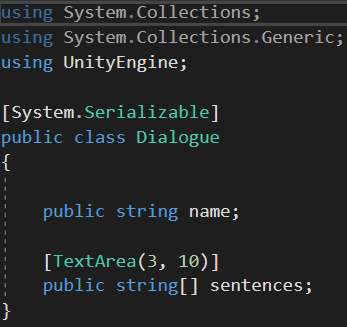 using System.Collections;
using System.Collections.Generic;
using UnityEngine;
[System.Serializable]
public class Dialogue
{
public string name;
[TextArea(3, 10)]
public string[] sentences;
}